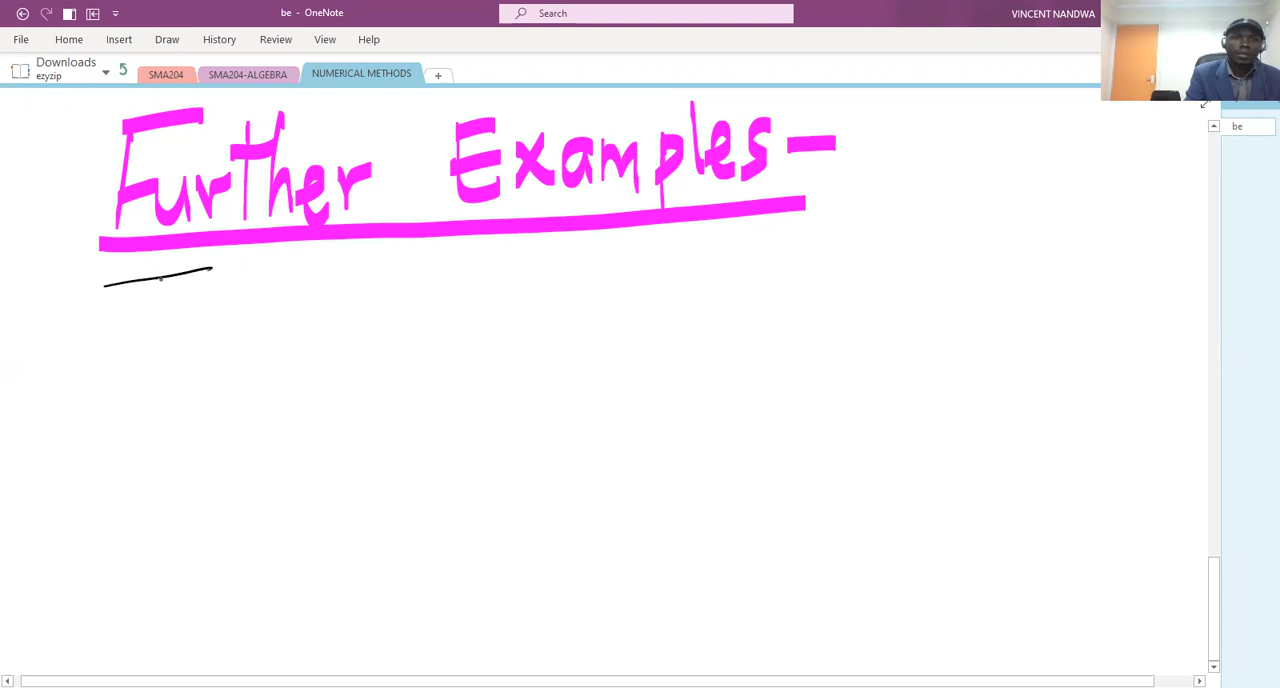 be - OneNote
Search
VINCENT NANDWA
File Home Insert Draw History Review View Help
Downloads
ezyzip
SMA204 SMA204-ALGEBRA NUMERICAL METHODS +
be
Further Examples-